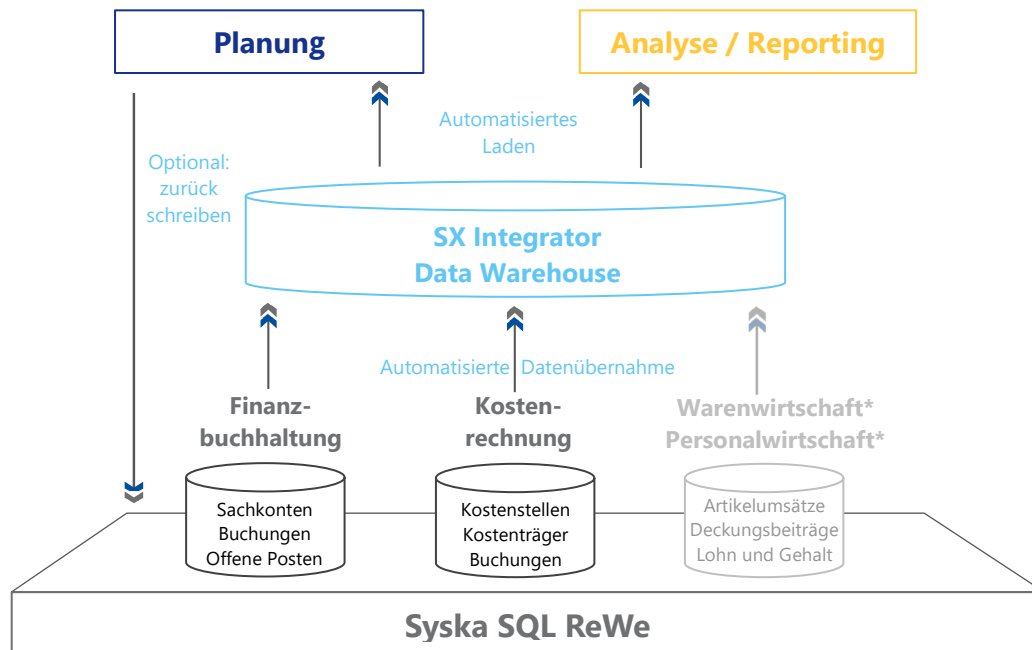 Planung
Analyse / Reporting
Automatisiertes
Laden
Optional:
zurück
schreiben
SX Integrator
Data Warehouse
Automatisierte Datenübernahme
Finanz-
buchhaltung
Kosten-
rechnung
Warenwirtschaft*
Personalwirtschaft*
Sachkonten
Buchungen
Offene Posten
Kostenstellen
Kostenträger
Buchungen
Artikelumsätze
Deckungsbeiträge
Lohn und Gehalt
Syska SQL ReWe